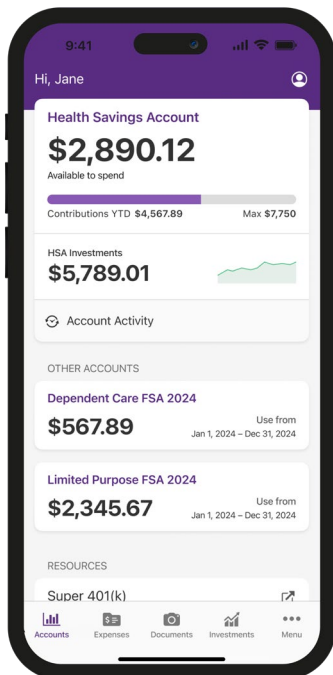 9:41
Hi, Jane
Health Savings Account
$2,890.12
Available to spend
Contributions YTD $4,567.89 Max $7,750
HSA Investments
$5,789.01
Account Activity
OTHER ACCOUNTS
Dependent Care FSA 2024
$567.89
Use from
Jan 1, 2024 – Dec 31, 2024
Limited Purpose FSA 2024
$2,345.67
Use from
Jan 1, 2024 – Dec 31, 2024
RESOURCES
Super 401(k)
Accounts Expenses Documents Investments Menu